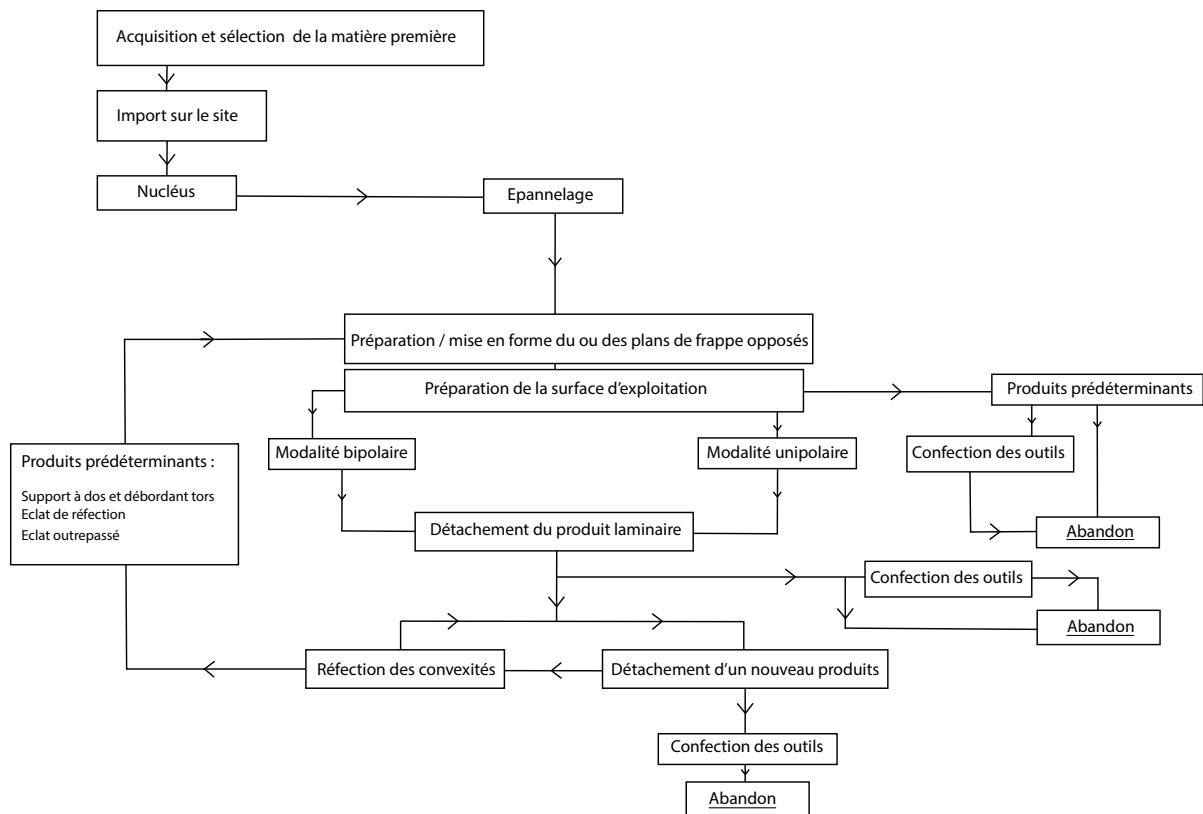 Acquisition et sélection de la matière première
Import sur le site
Nucléus
Epannelage
Préparation / mise en forme du ou des plans de frappe opposés
Préparation de la surface d'exploitation
Produits prédéterminants
Modalité bipolaire
Modalité unipolaire
Confection des outils
Produits prédéterminants :
Support à dos et débordant tors
Eclat de réfection
Eclat outrepassé
Détachement du produit laminaire
Abandon
Confection des outils
Abandon
Réfection des convexités
Détachement d'un nouveau produits
Confection des outils
Abandon